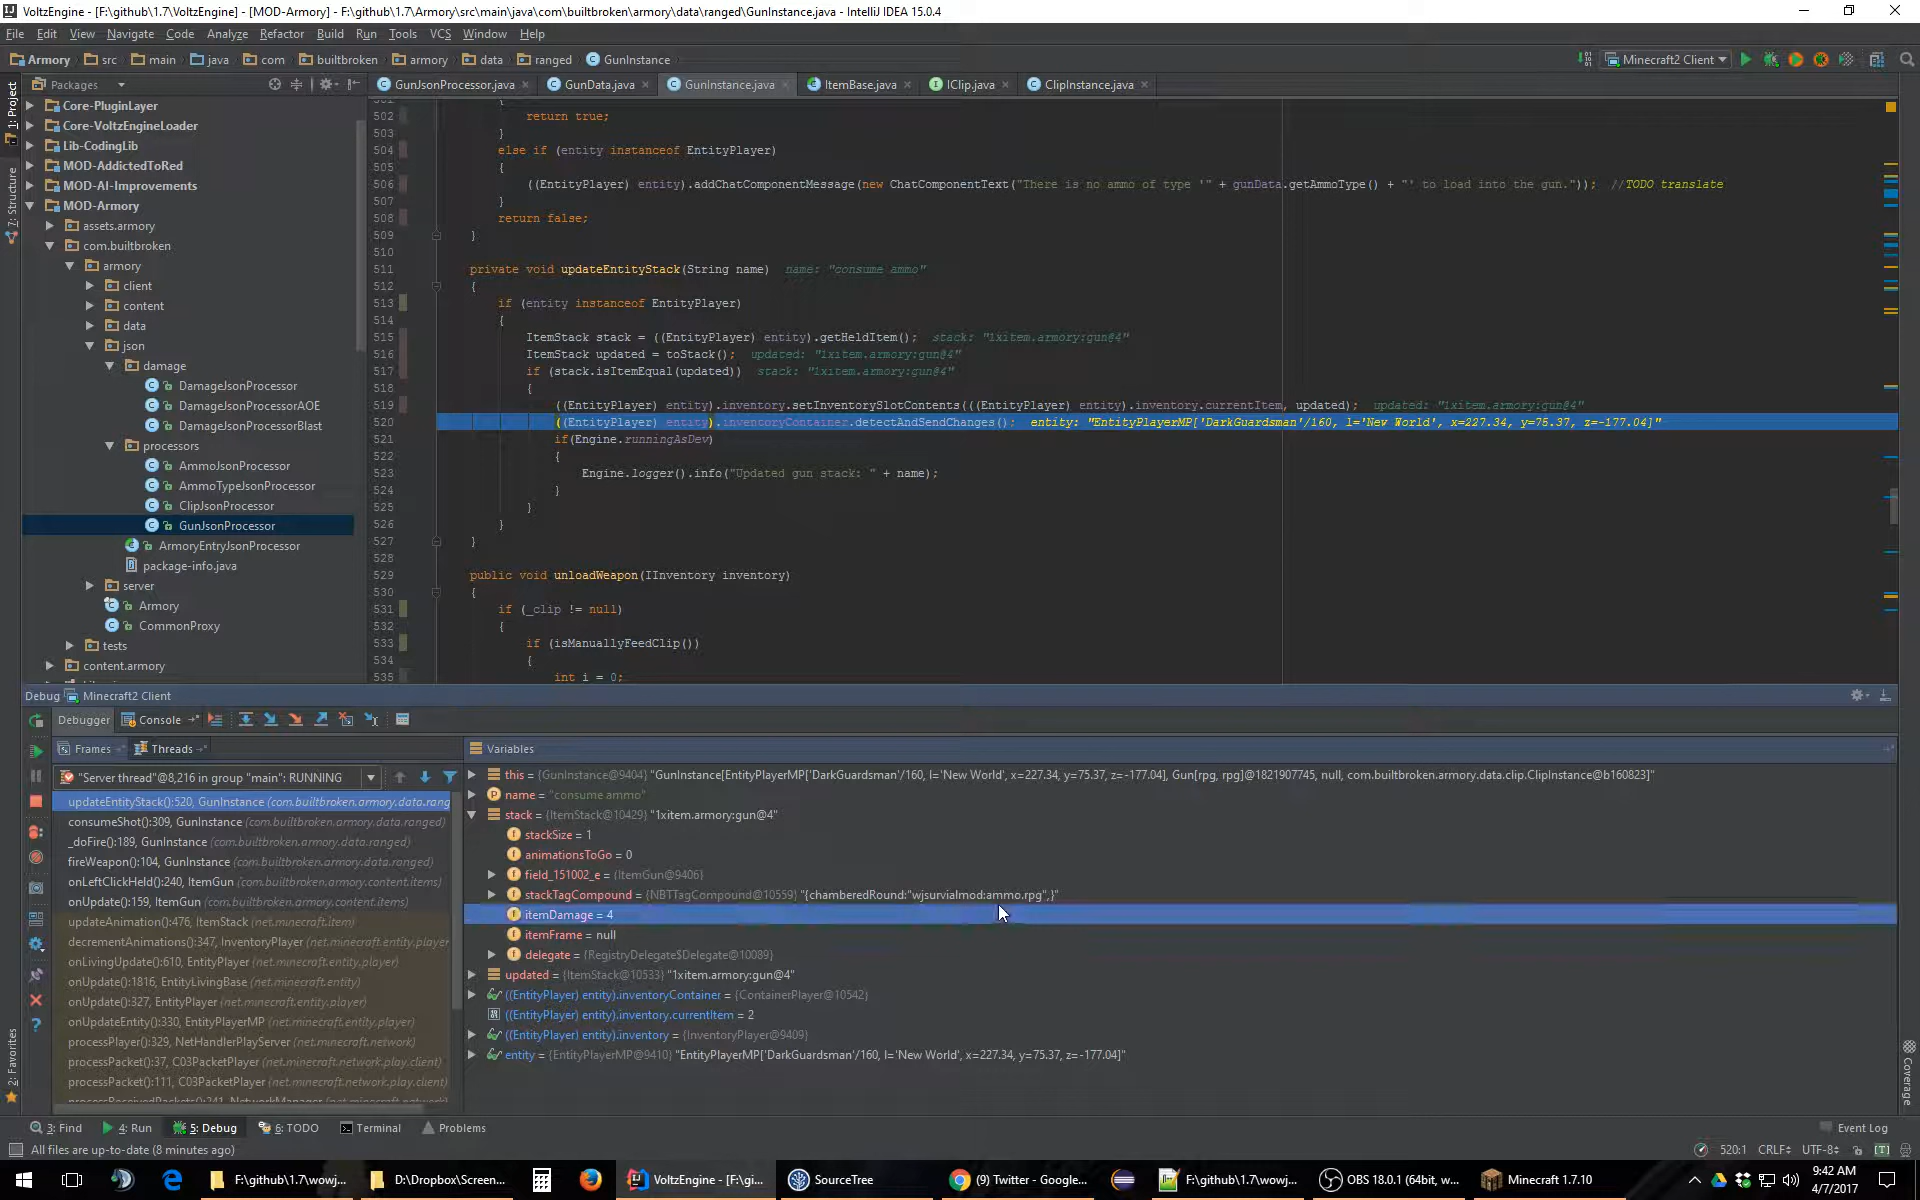 VoltzEngine - [F:\github\1.7\VoltzEngine] - [MOD-Armory] - F:\github\1.7\Armory\src\main\java\com\builtbroken\armory\data\ranged\GunInstance.java - IntelliJ IDEA 15.0.4
File Edit View Navigate Code Analyze Refactor Build Run Tools VCS Window Help
Armory src main java com builtbroken armory data ranged GunInstance
Minecraft2 Client
Packages
GunJsonProcessor.java GunData.java GunInstance.java ItemBase.java IClip.java ClipInstance.java
1: Project
7: Structure
2: Favorites
Core-PluginLayer
Core-VoltzEngineLoader
Lib-CodingLib
MOD-AddictedToRed
MOD-AI-Improvements
MOD-Armory
assets.armory
com.builtbroken
armory
client
content
data
json
damage
DamageJsonProcessor
DamageJsonProcessorAOE
DamageJsonProcessorBlast
processors
AmmoJsonProcessor
AmmoTypeJsonProcessor
ClipJsonProcessor
GunJsonProcessor
ArmoryEntryJsonProcessor
package-info.java
server
Armory
CommonProxy
tests
content.armory
502 return true;
503 }
504 else if (entity instanceof EntityPlayer)
505 {
506 ((EntityPlayer) entity).addChatComponentMessage(new ChatComponentText("There is no ammo of type '" + gunData.getAmmoType() + "' to load into the gun.")); //TODO translate
507 }
508 return false;
509 }
510
511 private void updateEntityStack(String name) name: "consume ammo"
512 {
513 if (entity instanceof EntityPlayer)
514 {
515 ItemStack stack = ((EntityPlayer) entity).getHeldItem(); stack: "1xitem.armory:gun@4"
516 ItemStack updated = toStack(); updated: "1xitem.armory:gun@4"
517 if (stack.isItemEqual(updated)) stack: "1xitem.armory:gun@4"
518 {
519 ((EntityPlayer) entity).inventory.setInventorySlotContents(((EntityPlayer) entity).inventory.currentItem, updated); updated: "1xitem.armory:gun@4"
520 ((EntityPlayer) entity).inventoryContainer.detectAndSendChanges(); entity: "EntityPlayerMP['DarkGuardsman'/160, l='New World', x=227.34, y=75.37, z=-177.04]"
521 if(Engine.runningAsDev)
522 {
523 Engine.logger().info("Updated gun stack: " + name);
524 }
525 }
526 }
527 }
528
529 public void unloadWeapon(IInventory inventory)
530 {
531 if (_clip != null)
532 {
533 if (isManuallyFeedClip())
534 {
535 int i = 0;
Debug Minecraft2 Client
Debugger Console
Frames Threads
Variables
"Server thread"@8,216 in group "main": RUNNING
updateEntityStack():520, GunInstance (com.builtbroken.armory.data.rang
consumeShot():309, GunInstance (com.builtbroken.armory.data.ranged)
_doFire():189, GunInstance (com.builtbroken.armory.data.ranged)
fireWeapon():104, GunInstance (com.builtbroken.armory.data.ranged)
onLeftClickHeld():240, ItemGun (com.builtbroken.armory.content.items)
onUpdate():159, ItemGun (com.builtbroken.armory.content.items)
updateAnimation():476, ItemStack (net.minecraft.item)
decrementAnimations():347, InventoryPlayer (net.minecraft.entity.player
onLivingUpdate():610, EntityPlayer (net.minecraft.entity.player)
onUpdate():1816, EntityLivingBase (net.minecraft.entity)
onUpdate():327, EntityPlayer (net.minecraft.entity.player)
onUpdateEntity():330, EntityPlayerMP (net.minecraft.entity.player)
processPlayer():329, NetHandlerPlayServer (net.minecraft.network)
processPacket():37, C03PacketPlayer (net.minecraft.network.play.client)
processPacket():111, C03PacketPlayer (net.minecraft.network.play.client)
processReceivedPackets():241, NetworkManager (net.minecraft.network)
this = {GunInstance@9404} "GunInstance[EntityPlayerMP['DarkGuardsman'/160, l='New World', x=227.34, y=75.37, z=-177.04], Gun[rpg, rpg]@1821907745, null, com.builtbroken.armory.data.clip.ClipInstance@b160823]"
name = "consume ammo"
stack = {ItemStack@10429} "1xitem.armory:gun@4"
stackSize = 1
animationsToGo = 0
field_151002_e = {ItemGun@9406}
stackTagCompound = {NBTTagCompound@10559} "{chamberedRound:"wjsurvialmod:ammo.rpg",}"
itemDamage = 4
itemFrame = null
delegate = {RegistryDelegate$Delegate@10089}
updated = {ItemStack@10533} "1xitem.armory:gun@4"
((EntityPlayer) entity).inventoryContainer = {ContainerPlayer@10542}
((EntityPlayer) entity).inventory.currentItem = 2
((EntityPlayer) entity).inventory = {InventoryPlayer@9409}
entity = {EntityPlayerMP@9410} "EntityPlayerMP['DarkGuardsman'/160, l='New World', x=227.34, y=75.37, z=-177.04]"
Coverage
3: Find 4: Run 5: Debug 6: TODO Terminal Problems Event Log
All files are up-to-date (8 minutes ago) 520:1 CRLF UTF-8
F:\github\1.7\wowj... D:\Dropbox\Screen... VoltzEngine - [F:\gi... SourceTree (9) Twitter - Google... F:\github\1.7\wowj... OBS 18.0.1 (64bit, w... Minecraft 1.7.10
9:42 AM
4/7/2017